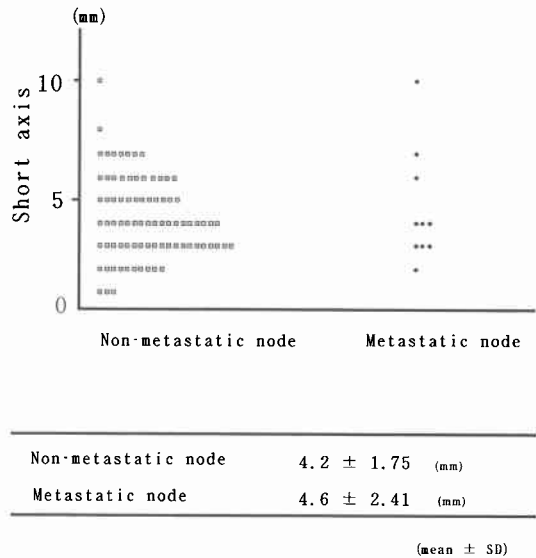 (mm)
10
5
0
Short axis
Non-metastatic node Metastatic node
Non-metastatic node 4.2 ± 1.75 (mm)
Metastatic node 4.6 ± 2.41 (mm)
(mean ± SD)